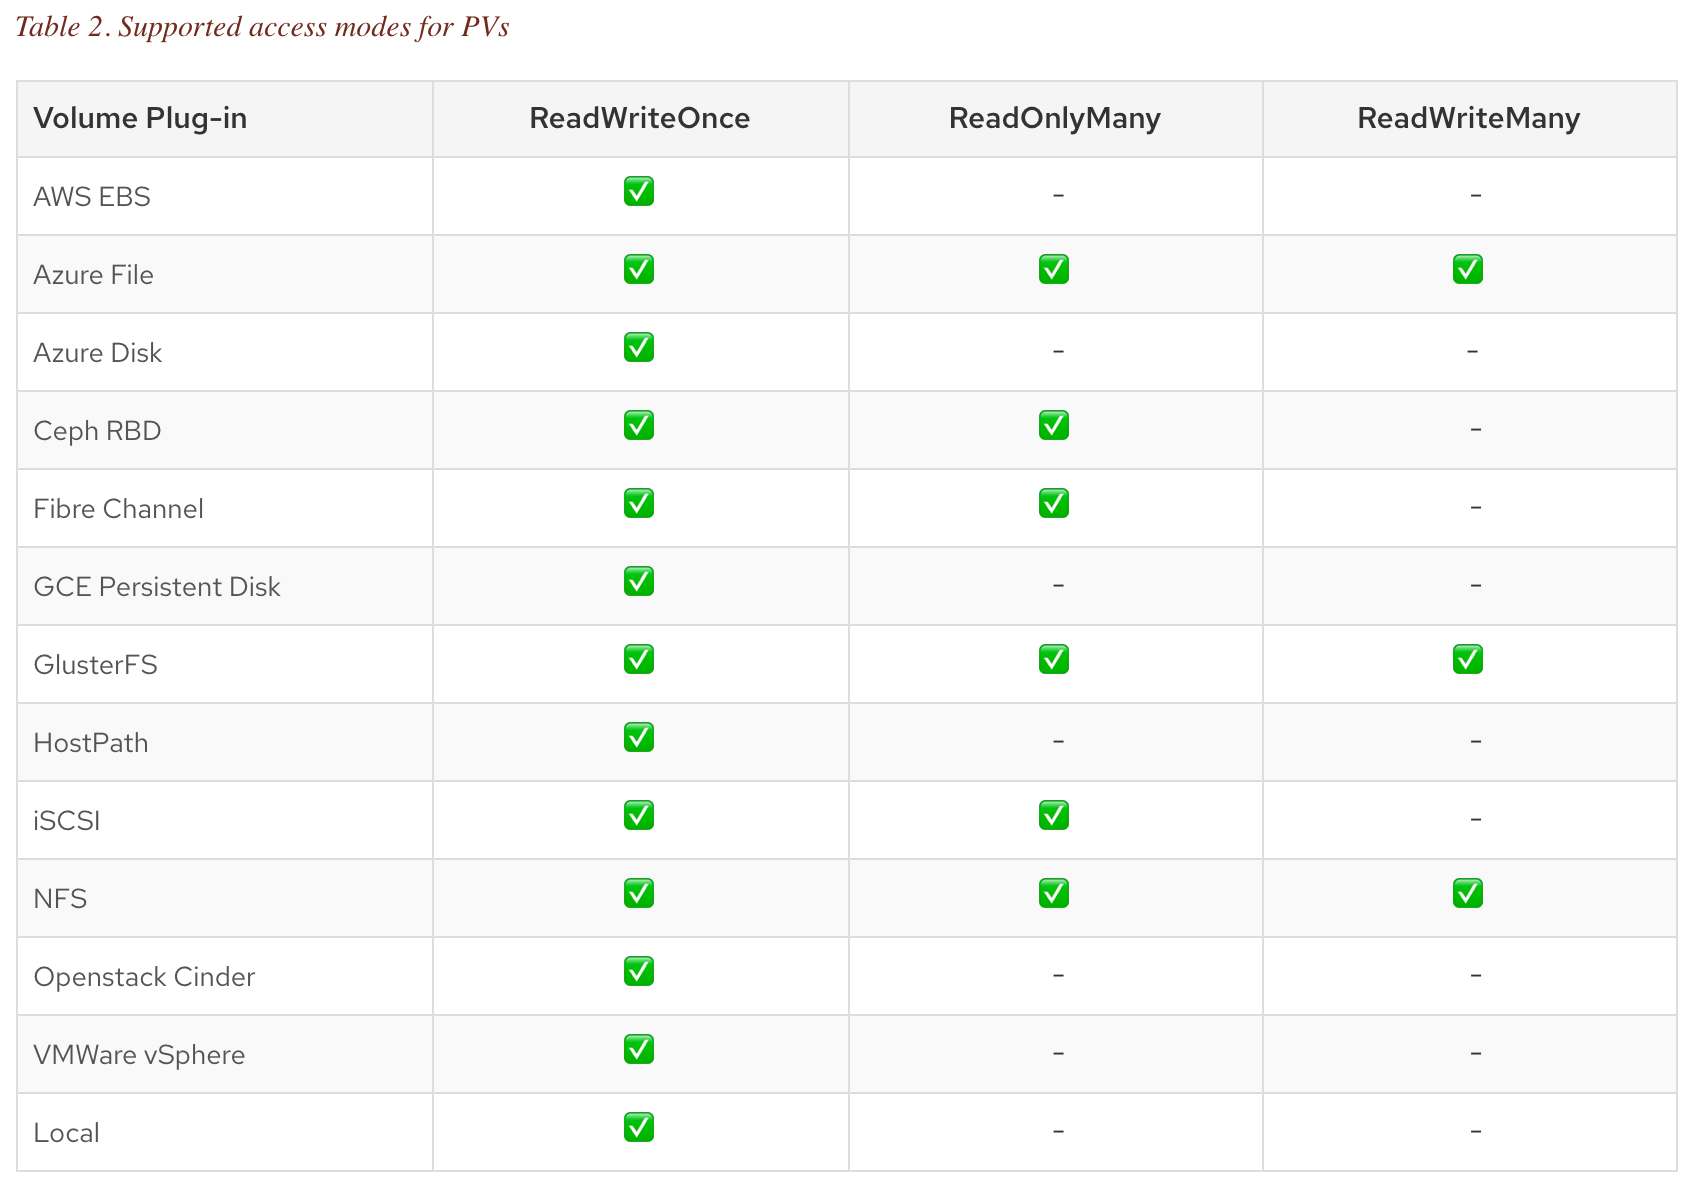 Table 2. Supported access modes for PVs
Volume Plug-in ReadWriteOnce ReadOnlyMany ReadWriteMany
AWS EBS ✅ - -
Azure File ✅ ✅ ✅
Azure Disk ✅ - -
Ceph RBD ✅ ✅ -
Fibre Channel ✅ ✅ -
GCE Persistent Disk ✅ - -
GlusterFS ✅ ✅ ✅
HostPath ✅ - -
iSCSI ✅ ✅ -
NFS ✅ ✅ ✅
Openstack Cinder ✅ - -
VMWare vSphere ✅ - -
Local ✅ - -